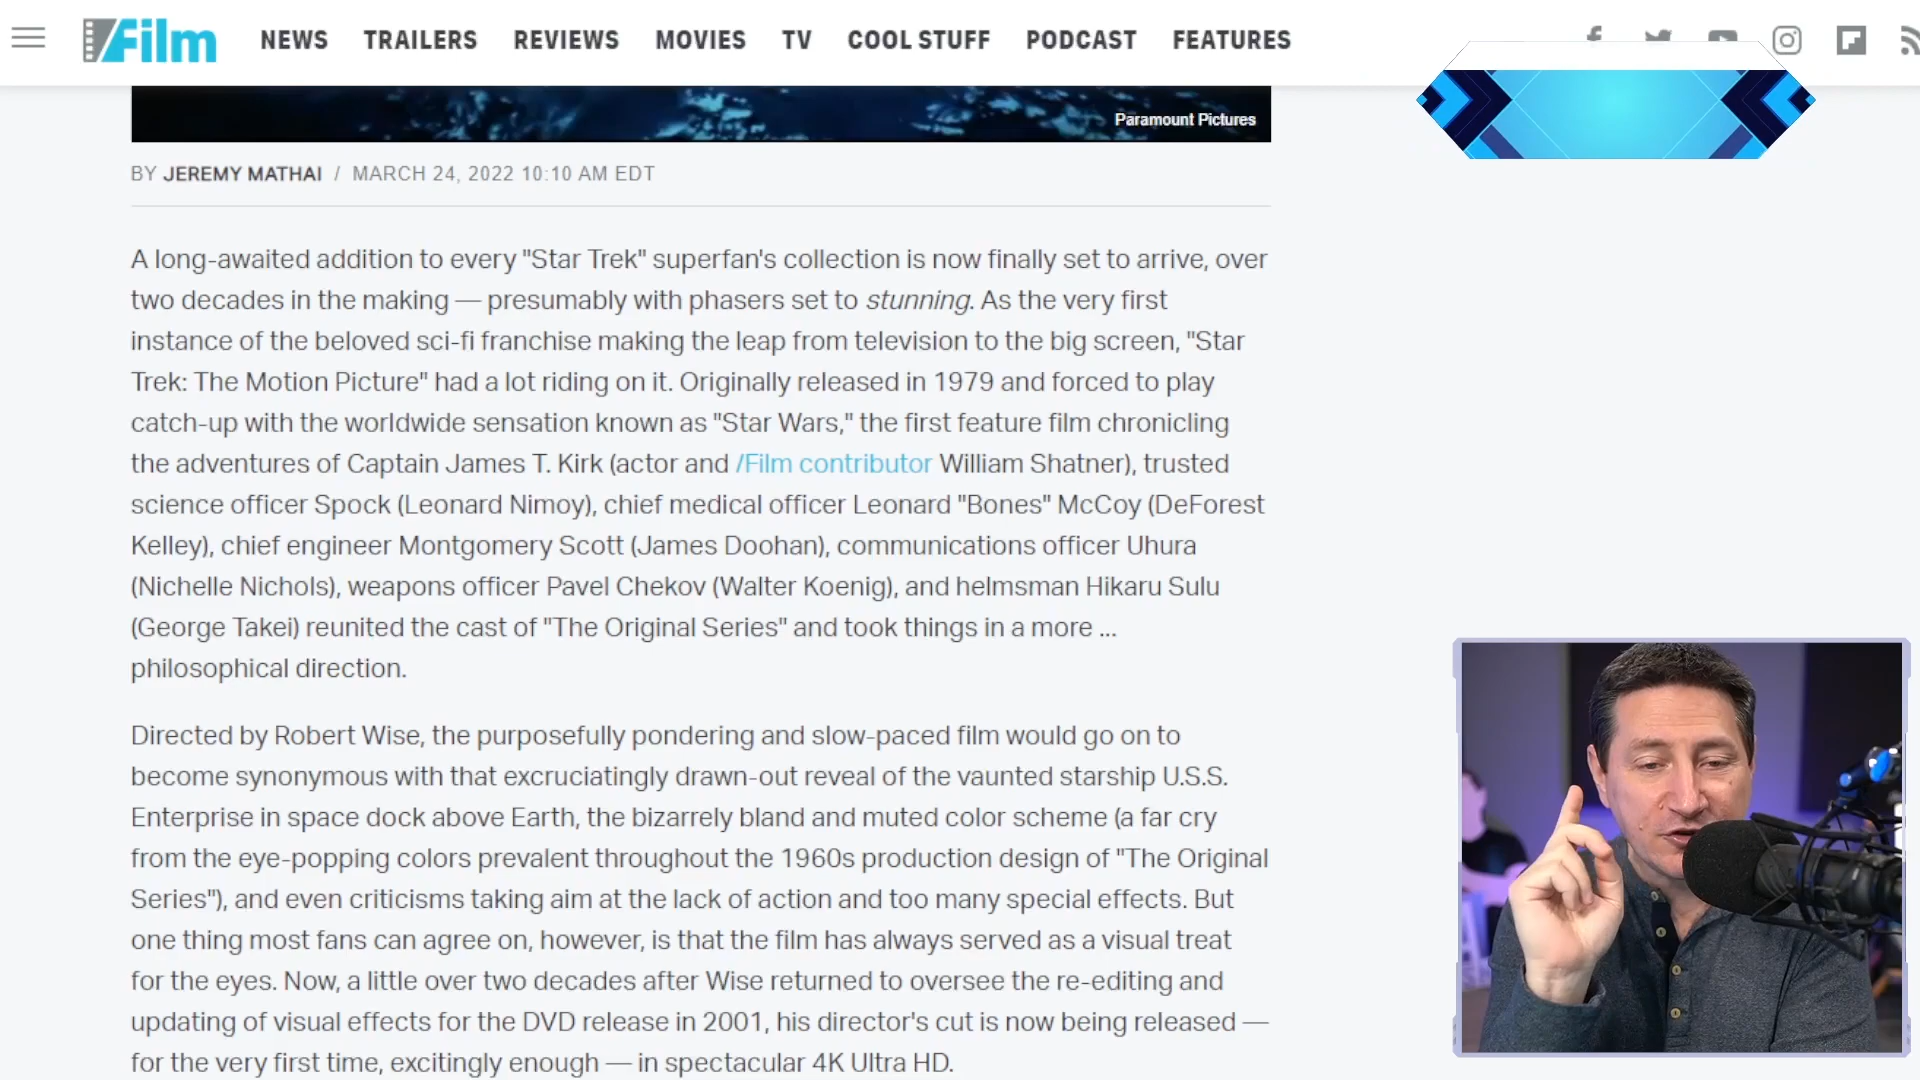 /Film NEWS TRAILERS REVIEWS MOVIES TV COOL STUFF PODCAST FEATURES
Paramount Pictures
BY JEREMY MATHAI / MARCH 24, 2022 10:10 AM EDT
A long-awaited addition to every "Star Trek" superfan's collection is now finally set to arrive, over
two decades in the making — presumably with phasers set to stunning. As the very first
instance of the beloved sci-fi franchise making the leap from television to the big screen, "Star
Trek: The Motion Picture" had a lot riding on it. Originally released in 1979 and forced to play
catch-up with the worldwide sensation known as "Star Wars," the first feature film chronicling
the adventures of Captain James T. Kirk (actor and /Film contributor William Shatner), trusted
science officer Spock (Leonard Nimoy), chief medical officer Leonard "Bones" McCoy (DeForest
Kelley), chief engineer Montgomery Scott (James Doohan), communications officer Uhura
(Nichelle Nichols), weapons officer Pavel Chekov (Walter Koenig), and helmsman Hikaru Sulu
(George Takei) reunited the cast of "The Original Series" and took things in a more ...
philosophical direction.
Directed by Robert Wise, the purposefully pondering and slow-paced film would go on to
become synonymous with that excruciatingly drawn-out reveal of the vaunted starship U.S.S.
Enterprise in space dock above Earth, the bizarrely bland and muted color scheme (a far cry
from the eye-popping colors prevalent throughout the 1960s production design of "The Original
Series"), and even criticisms taking aim at the lack of action and too many special effects. But
one thing most fans can agree on, however, is that the film has always served as a visual treat
for the eyes. Now, a little over two decades after Wise returned to oversee the re-editing and
updating of visual effects for the DVD release in 2001, his director's cut is now being released —
for the very first time, excitingly enough — in spectacular 4K Ultra HD.